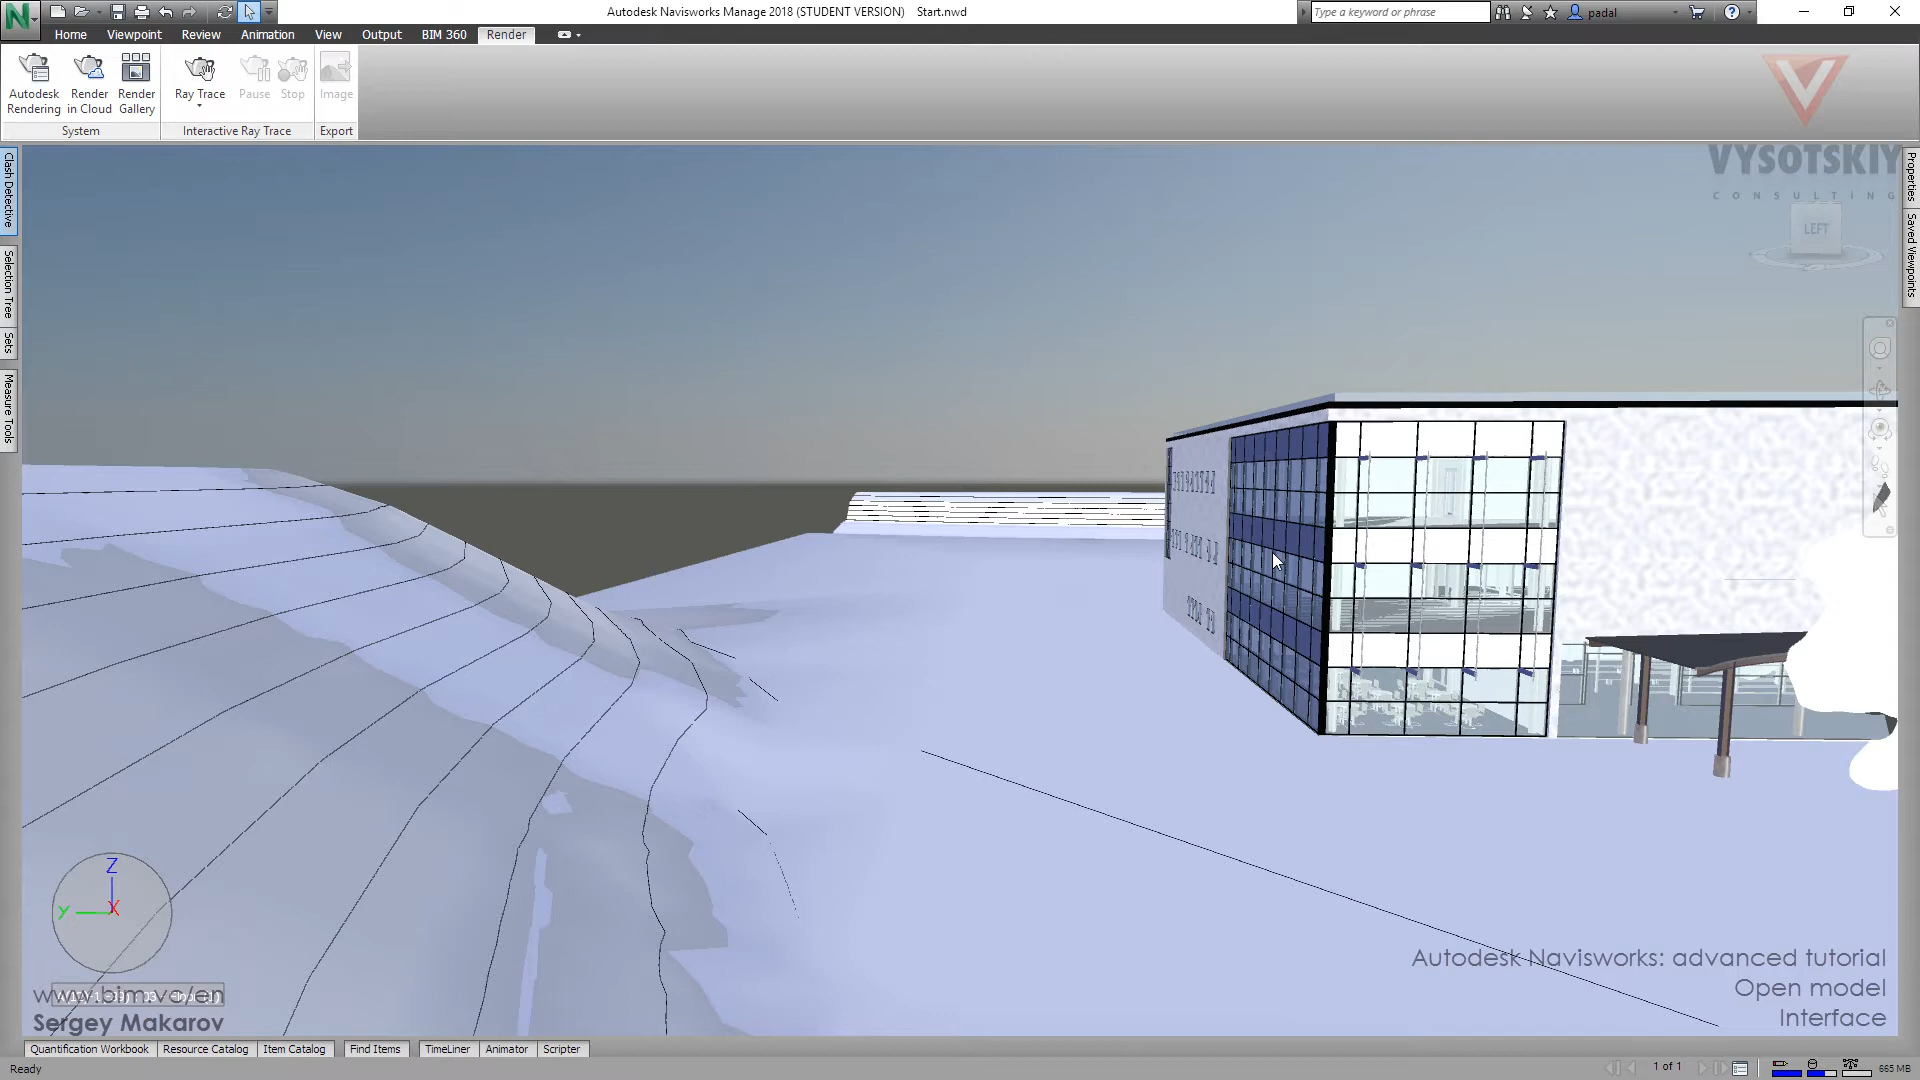 Autodesk Navisworks Manage 2018 (STUDENT VERSION) Start.nwd
Type a keyword or phrase
padal
Home Viewpoint Review Animation View Output BIM 360 Render
Autodesk Rendering
Render in Cloud
Render Gallery
Ray Trace
Pause
Stop
Image
System
Interactive Ray Trace
Export
Clash Detective
Selection Tree
Sets
Measure Tools
Properties
Saved Viewpoints
VYSOTSKIY
CONSULTING
LEFT
Z
Y
X
www.bim.vc/en
Sergey Makarov
Autodesk Navisworks: advanced tutorial
Open model
Interface
Quantification Workbook Resource Catalog Item Catalog Find Items TimeLiner Animator Scripter
Ready
1 of 1
665 MB